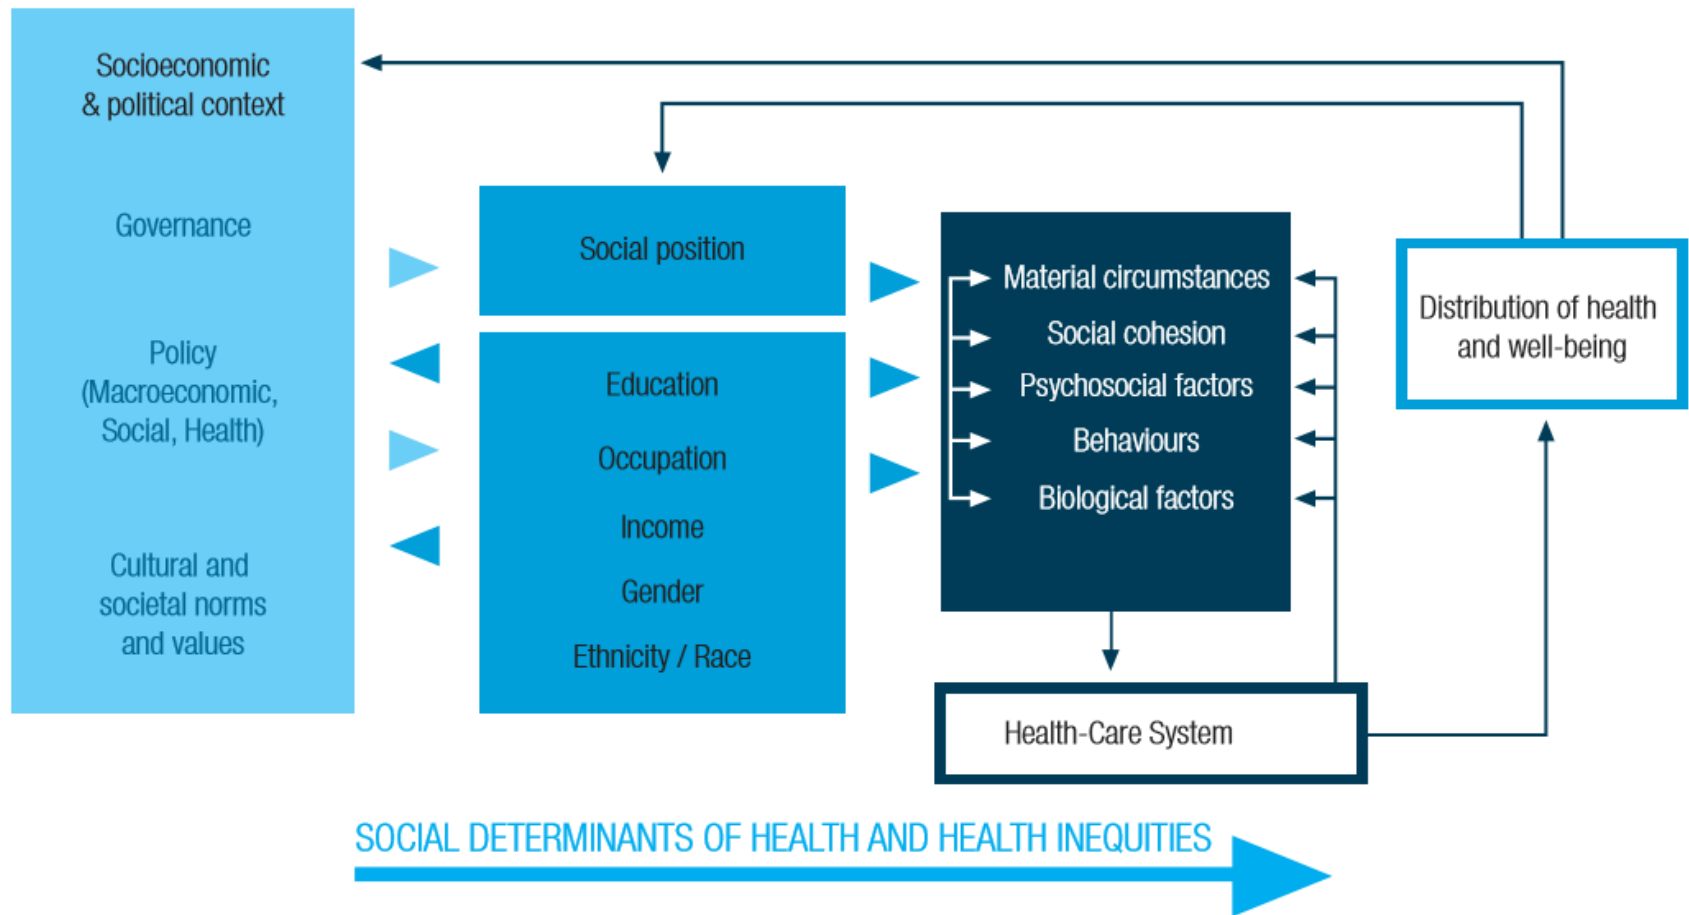 Socioeconomic
& political context
Governance
Policy
(Macroeconomic,
Social, Health)
Cultural and
societal norms
and values
Social position
Education
Occupation
Income
Gender
Ethnicity / Race
Material circumstances
Social cohesion
Psychosocial factors
Behaviours
Biological factors
Health-Care System
Distribution of health
and well-being
SOCIAL DETERMINANTS OF HEALTH AND HEALTH INEQUITIES